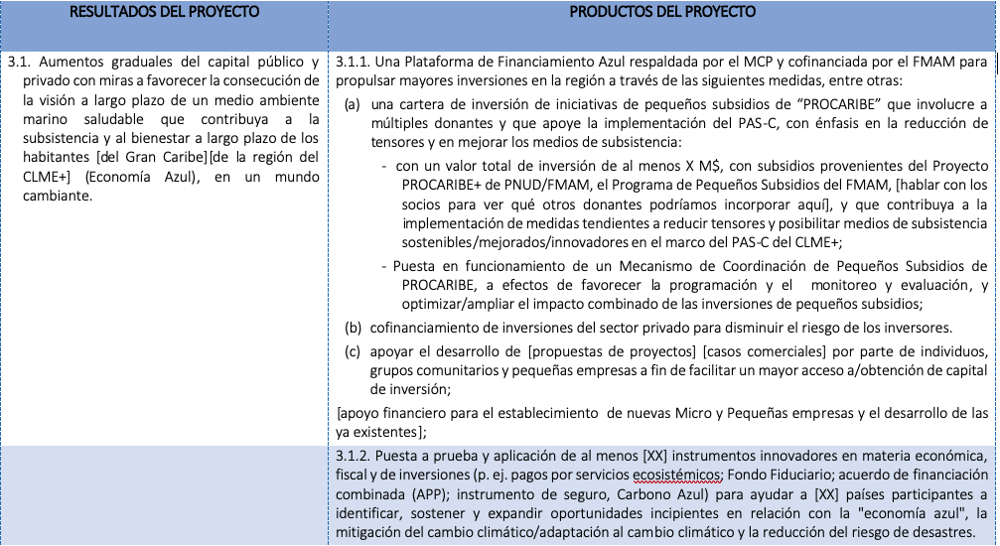 RESULTADOS DEL PROYECTO
PRODUCTOS DEL PROYECTO
3.1. Aumentos graduales del capital público y
privado con miras a favorecer la consecución de
la visión a largo plazo de un medio ambiente
marino saludable que contribuya a la
subsistencia y al bienestar a largo plazo de los
habitantes [del Gran Caribe][de la región del
CLME+] (Economía Azul), en un mundo
cambiante.
3.1.1. Una Plataforma de Financiamiento Azul respaldada por el MCP y cofinanciada por el FMAM para
propulsar mayores inversiones en la región a través de las siguientes medidas, entre otras:
(a) una cartera de inversión de iniciativas de pequeños subsidios de “PROCARIBE” que involucre a
múltiples donantes y que apoye la implementación del PAS-C, con énfasis en la reducción de
tensores y en mejorar los medios de subsistencia:
- con un valor total de inversión de al menos X M$, con subsidios provenientes del Proyecto
PROCARIBE+ de PNUD/FMAM, el Programa de Pequeños Subsidios del FMAM, [hablar con los
socios para ver qué otros donantes podríamos incorporar aquí], y que contribuya a la
implementación de medidas tendientes a reducir tensores y posibilitar medios de subsistencia
sostenibles/mejorados/innovadores en el marco del PAS-C del CLME+;
- Puesta en funcionamiento de un Mecanismo de Coordinación de Pequeños Subsidios de
PROCARIBE, a efectos de favorecer la programación y el monitoreo y evaluación, y
optimizar/ampliar el impacto combinado de las inversiones de pequeños subsidios;
(b) cofinanciamiento de inversiones del sector privado para disminuir el riesgo de los inversores.
(c) apoyar el desarrollo de [propuestas de proyectos] [casos comerciales] por parte de individuos,
grupos comunitarios y pequeñas empresas a fin de facilitar un mayor acceso a/obtención de capital
de inversión;
[apoyo financiero para el establecimiento de nuevas Micro y Pequeñas empresas y el desarrollo de las
ya existentes];
3.1.2. Puesta a prueba y aplicación de al menos [XX] instrumentos innovadores en materia económica,
fiscal y de inversiones (p. ej. pagos por servicios ecosistémicos; Fondo Fiduciario; acuerdo de financiación
combinada (APP); instrumento de seguro, Carbono Azul) para ayudar a [XX] países participantes a
identificar, sostener y expandir oportunidades incipientes en relación con la "economía azul", la
mitigación del cambio climático/adaptación al cambio climático y la reducción del riesgo de desastres.